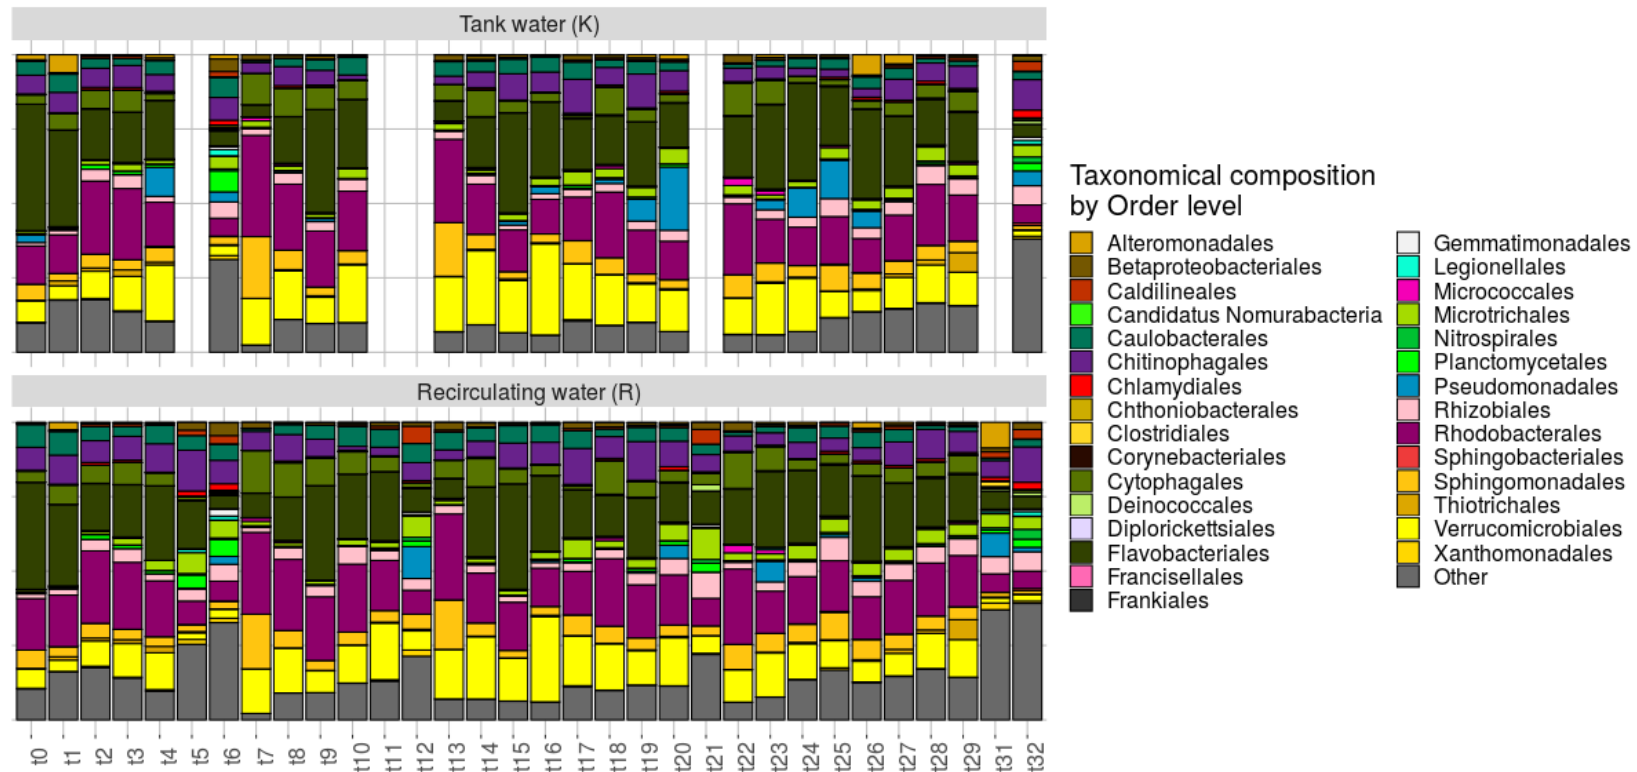 Tank water (K)
Recirculating water (R)
t0 t1 t2 t3 t4 t5 t6 t7 t8 t9 t10 t11 t12 t13 t14 t15 t16 t17 t18 t19 t20 t21 t22 t23 t24 t25 t26 t27 t28 t29 t31 t32
Taxonomical composition
by Order level
Alteromonadales
Betaproteobacteriales
Caldilineales
Candidatus Nomurabacteria
Caulobacterales
Chitinophagales
Chlamydiales
Chthoniobacterales
Clostridiales
Corynebacteriales
Cytophagales
Deinococcales
Diplorickettsiales
Flavobacteriales
Francisellales
Frankiales
Gemmatimonadales
Legionellales
Micrococcales
Microtrichales
Nitrospirales
Planctomycetales
Pseudomonadales
Rhizobiales
Rhodobacterales
Sphingobacteriales
Sphingomonadales
Thiotrichales
Verrucomicrobiales
Xanthomonadales
Other